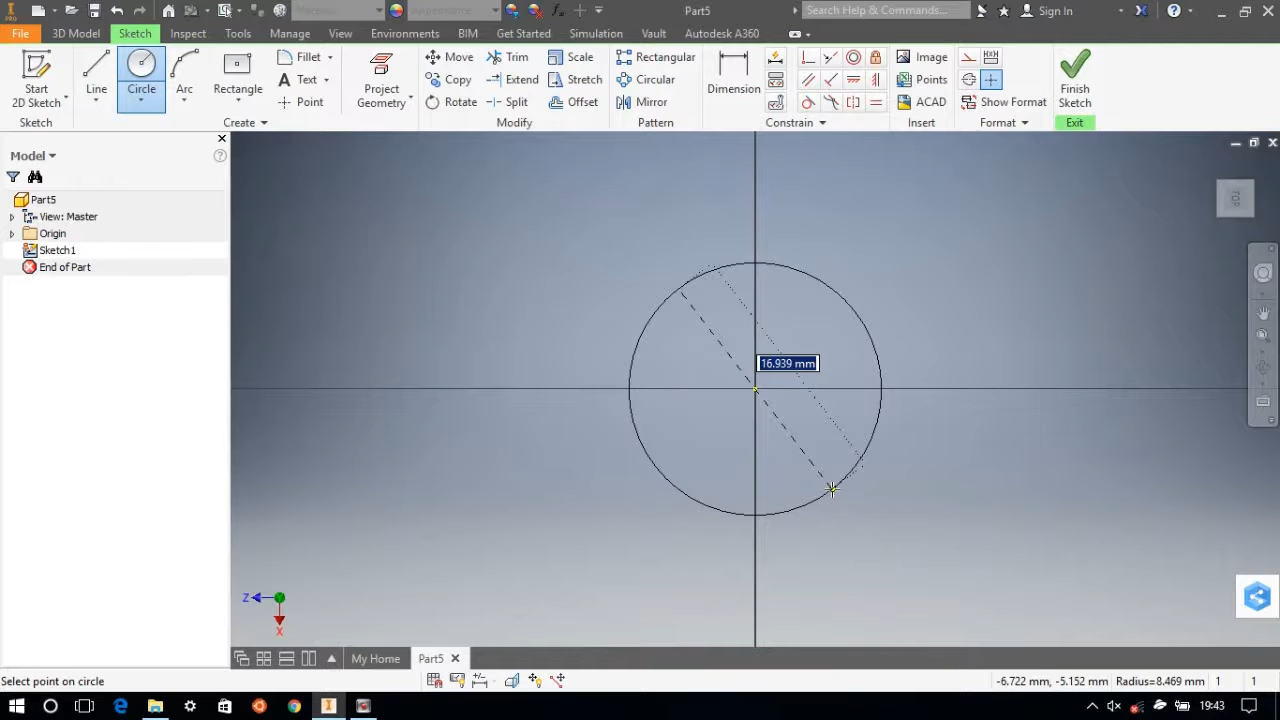 Material
Appearance
fx
Part5
Search Help & Commands...
Sign In
PRO
File
3D Model
Sketch
Inspect
Tools
Manage
View
Environments
BIM
Get Started
Simulation
Vault
Autodesk A360
Start
2D Sketch
Line
Circle
Arc
Rectangle
Fillet
Text
Point
Project
Geometry
Move
Copy
Rotate
Trim
Extend
Split
Scale
Stretch
Offset
Rectangular
Circular
Mirror
Dimension
Image
Points
ACAD
Show Format
Finish
Sketch
Sketch
Create
Modify
Pattern
Constrain
Insert
Format
Exit
Model
Part5
View: Master
Origin
Sketch1
End of Part
16.939 mm
Z
X
My Home
Part5
Select point on circle
-6.722 mm, -5.152 mm
Radius=8.469 mm
1
1
19:43